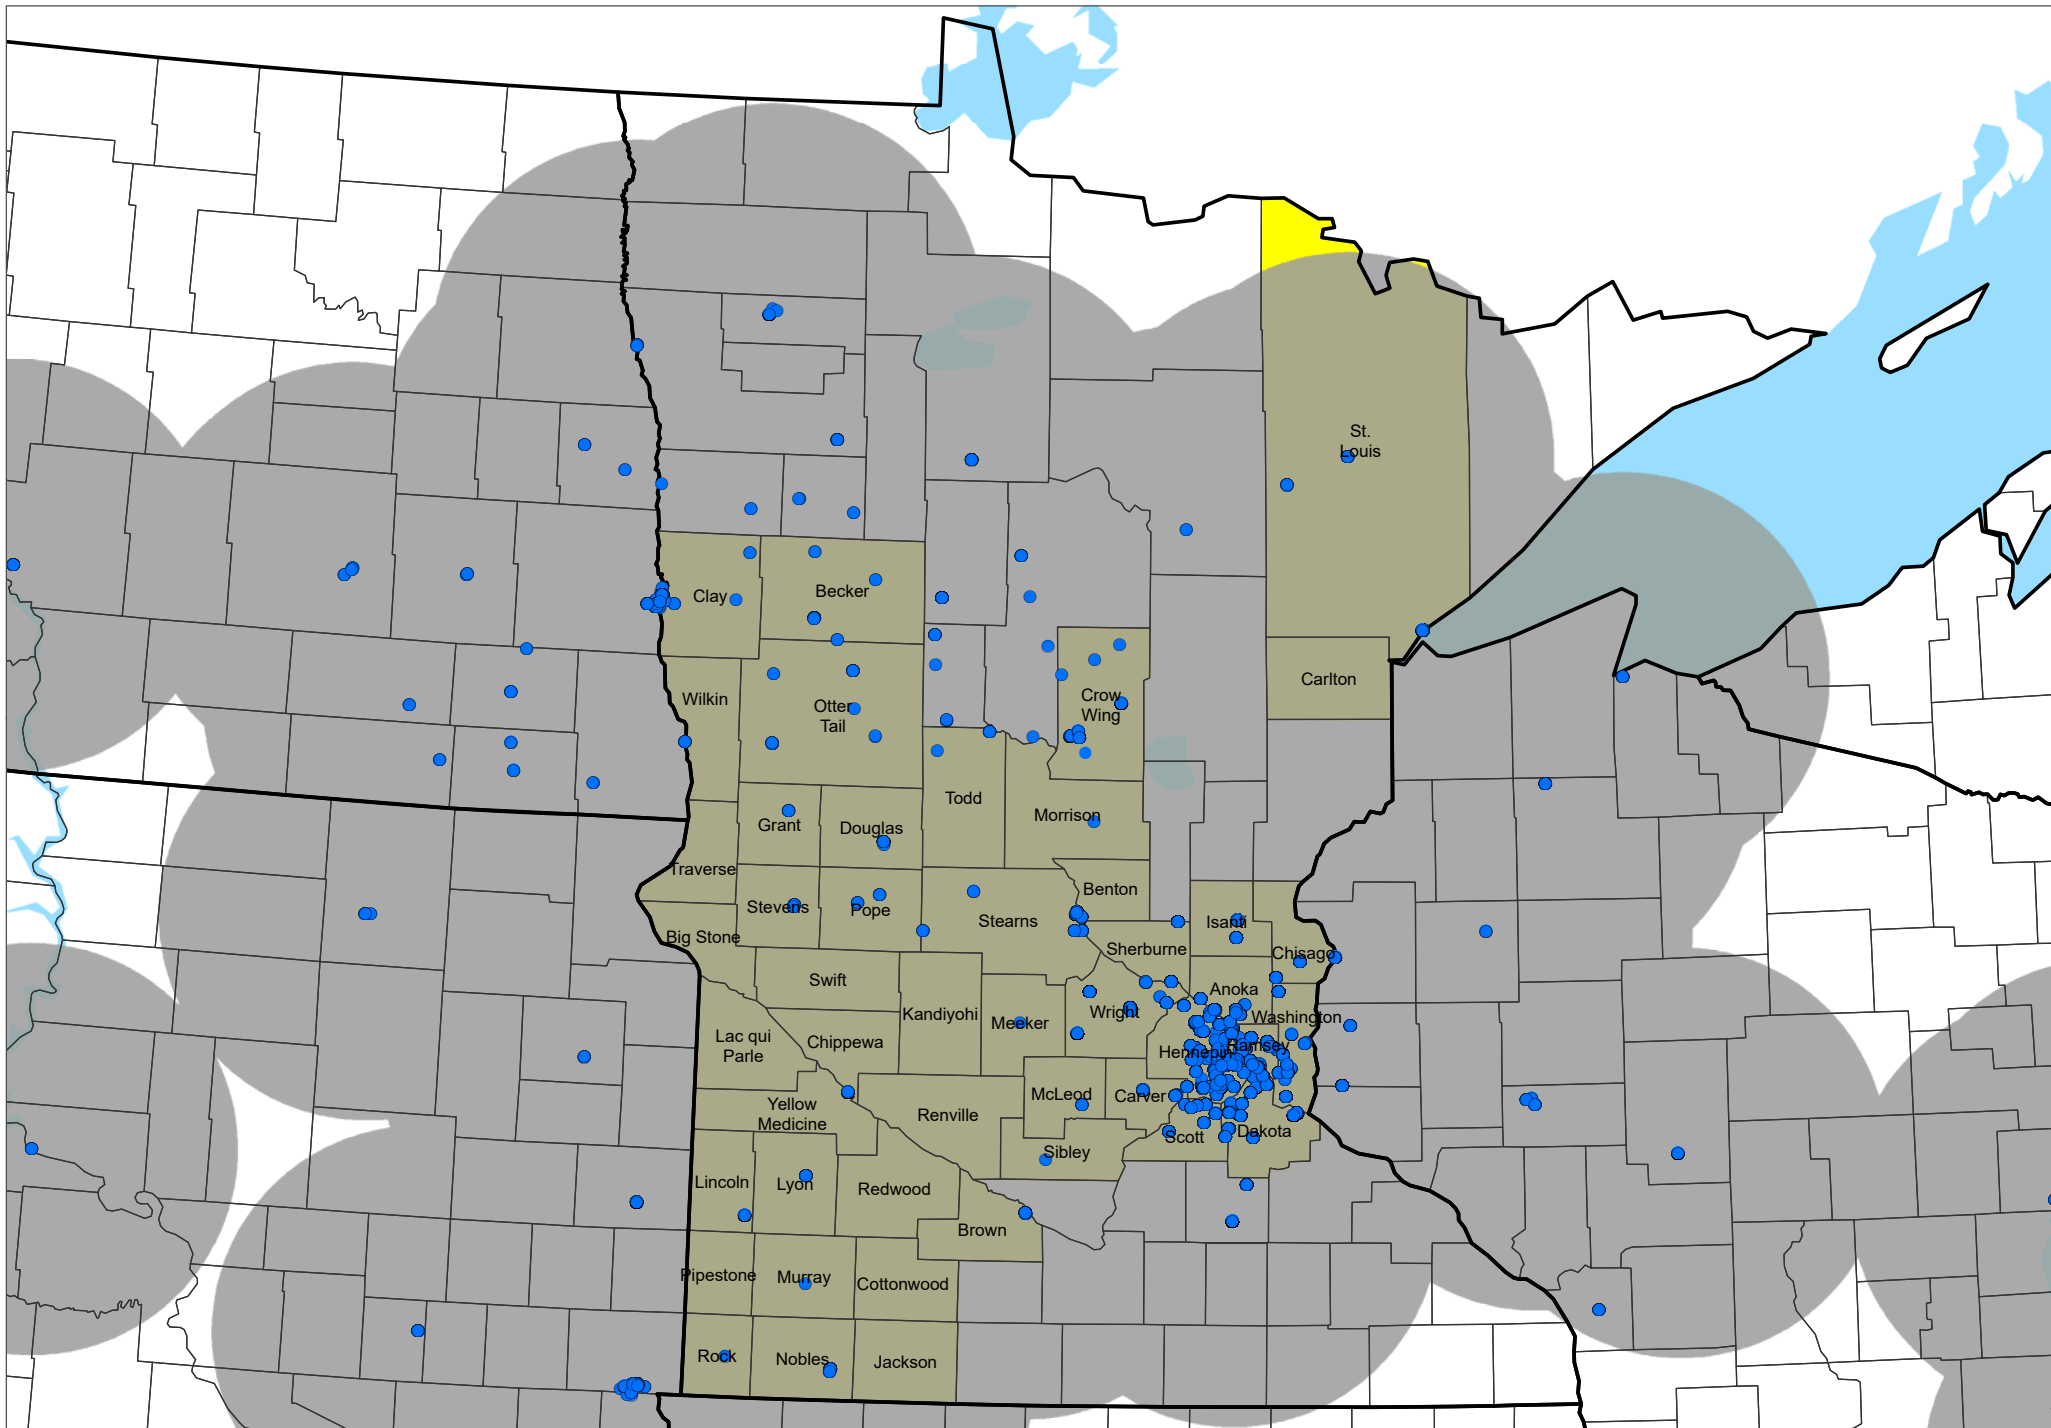 St.
Louis
Clay
Becker
Carlton
Wilkin
Otter
Tail
Crow
Wing
Todd
Morrison
Grant
Douglas
Traverse
Benton
Stevens
Pope
Stearns
Isanti
Big Stone
Sherburne
Chisago
Swift
Anoka
Kandiyohi
Wright
Meeker
Washington
Lac qui
Parle
Chippewa
Hennepin
Ramsey
McLeod
Carver
Yellow
Medicine
Renville
Scott
Dakota
Sibley
Lincoln
Lyon
Redwood
Brown
Pipestone
Murray
Cottonwood
Rock
Nobles
Jackson